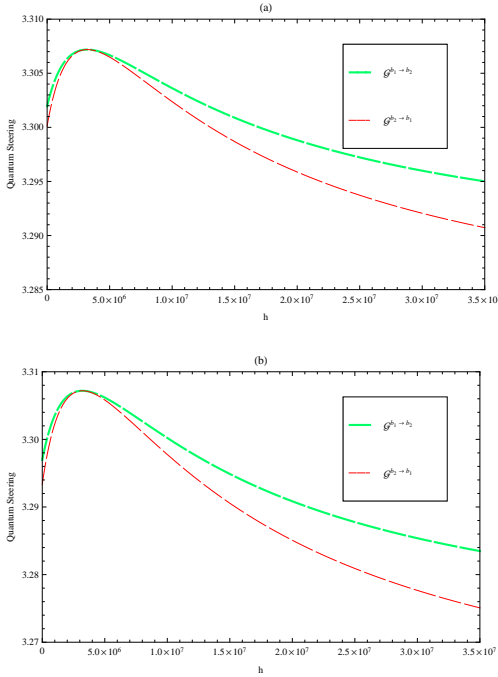 (a)
3.310
3.305
3.300
3.295
3.290
3.285
Quantum Steering
𝒢^{b₁ → b₂}
𝒢^{b₂ → b₁}
0 5.0×10⁶ 1.0×10⁷ 1.5×10⁷ 2.0×10⁷ 2.5×10⁷ 3.0×10⁷ 3.5×10⁷
h
(b)
3.31
3.30
3.29
3.28
3.27
Quantum Steering
𝒢^{b₁ → b₂}
𝒢^{b₂ → b₁}
0 5.0×10⁶ 1.0×10⁷ 1.5×10⁷ 2.0×10⁷ 2.5×10⁷ 3.0×10⁷ 3.5×10⁷
h